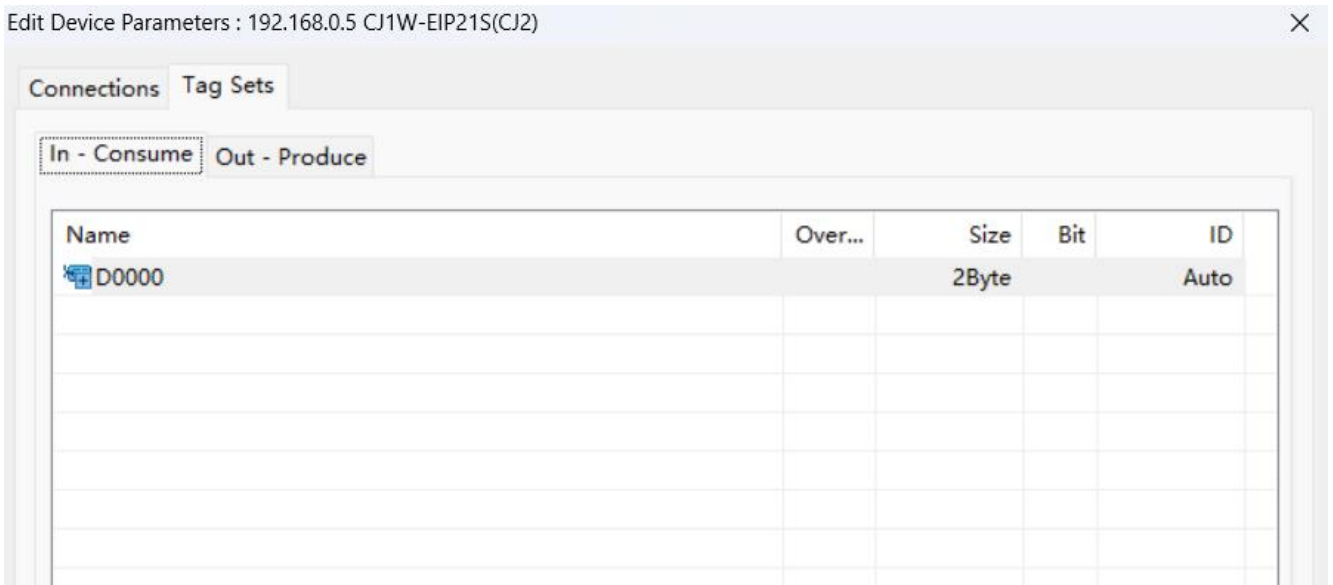 Edit Device Parameters : 192.168.0.5 CJ1W-EIP21S(CJ2)
Connections Tag Sets
In - Consume Out - Produce
Name Over... Size Bit ID
D0000 2Byte Auto